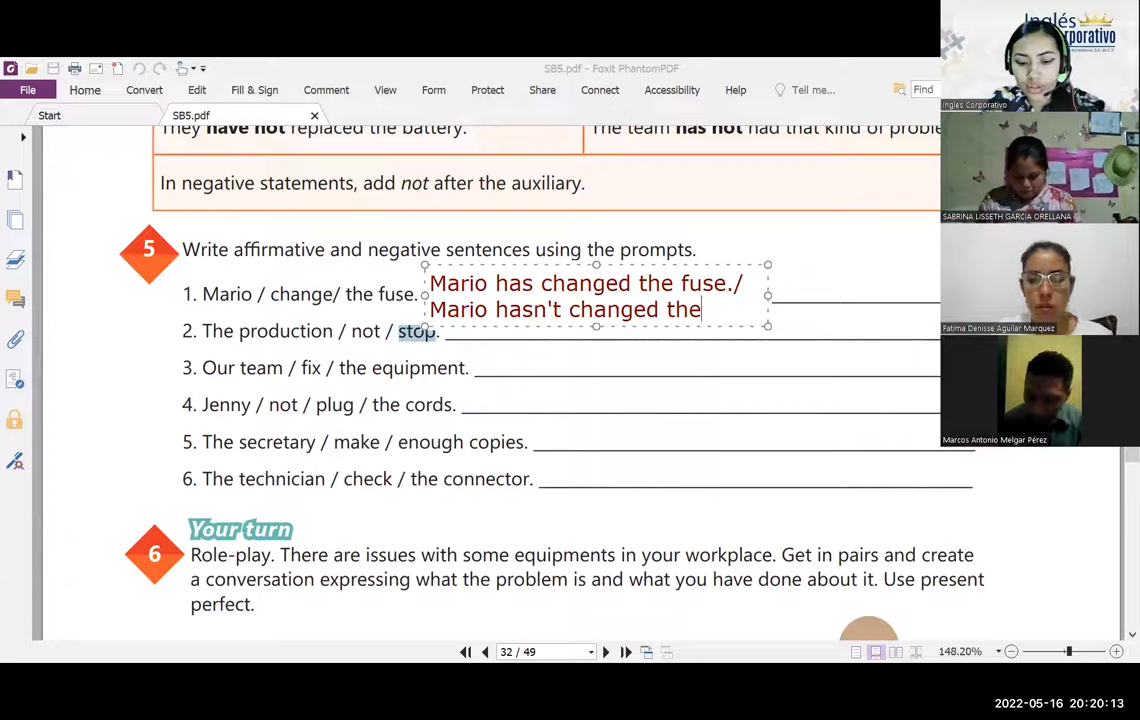 SB5.pdf - Foxit PhantomPDF
File Home Convert Edit Fill & Sign Comment View Form Protect Share Connect Accessibility Help Tell me... Find
Start SB5.pdf
They have not replaced the battery.
The team has not had that kind of
In negative statements, add not after the auxiliary.
5 Write affirmative and negative sentences using the prompts.
Mario has changed the fuse./
Mario hasn't changed the
1. Mario / change/ the fuse.
2. The production / not / stop.
3. Our team / fix / the equipment.
4. Jenny / not / plug / the cords.
5. The secretary / make / enough copies.
6. The technician / check / the connector.
Your turn
6 Role-play. There are issues with some equipments in your workplace. Get in pairs and create
a conversation expressing what the problem is and what you have done about it. Use present
perfect.
32 / 49
148.20%
Inglés
Ingles Corporativo
SABRINA LISSETH GARCIA ORELLANA
Fatima Denisse Aguilar Marquez
Marcos Antonio Melgar Pérez
2022-05-16 20:20:13